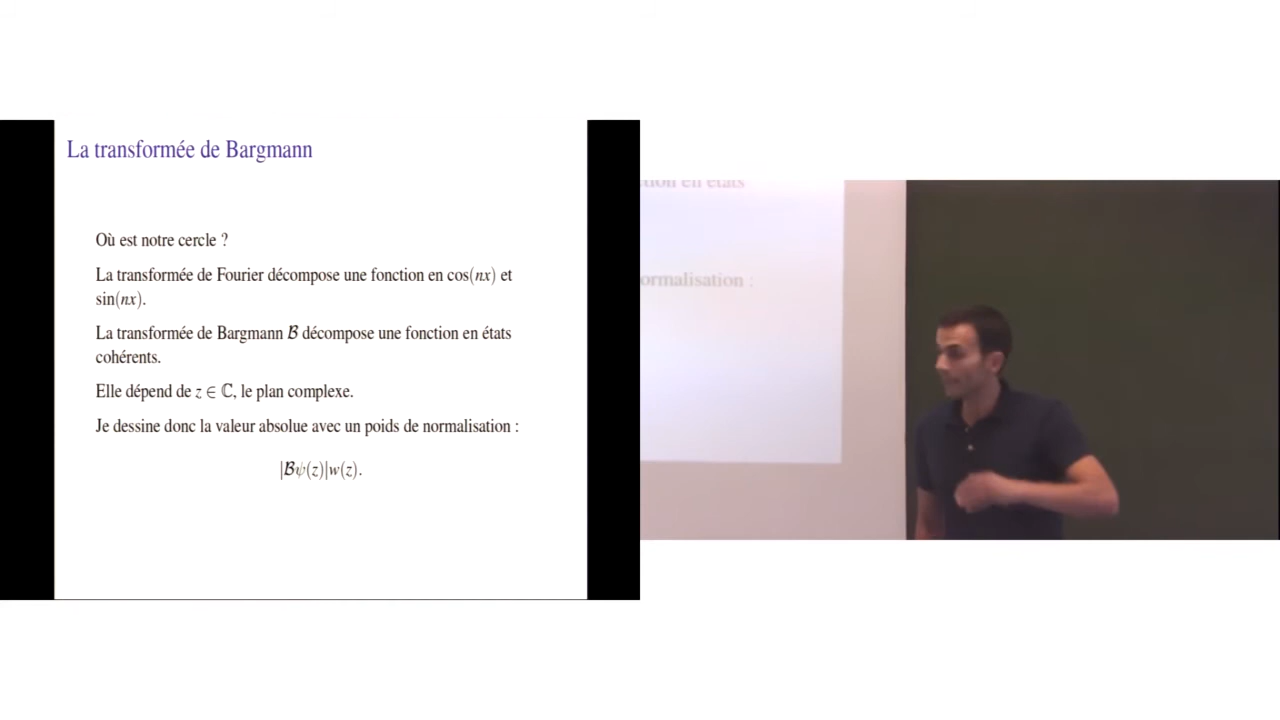 La transformée de Bargmann
Où est notre cercle ?
La transformée de Fourier décompose une fonction en cos(nx) et
sin(nx).
La transformée de Bargmann ℬ décompose une fonction en états
cohérents.
Elle dépend de z ∈ ℂ, le plan complexe.
Je dessine donc la valeur absolue avec un poids de normalisation :
|ℬψ(z)|w(z).
en états
ormalisation :